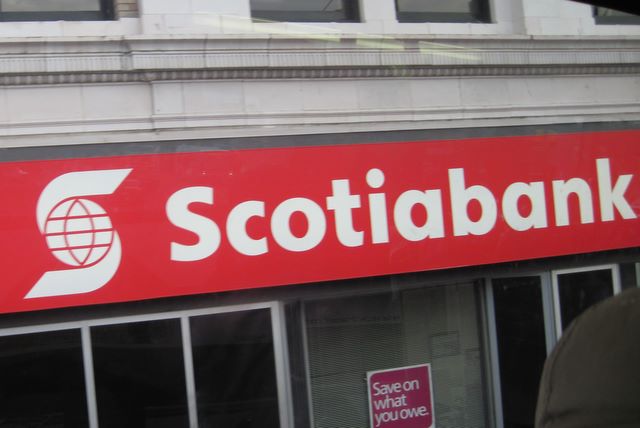 Scotiabank
Save on
what
you owe.